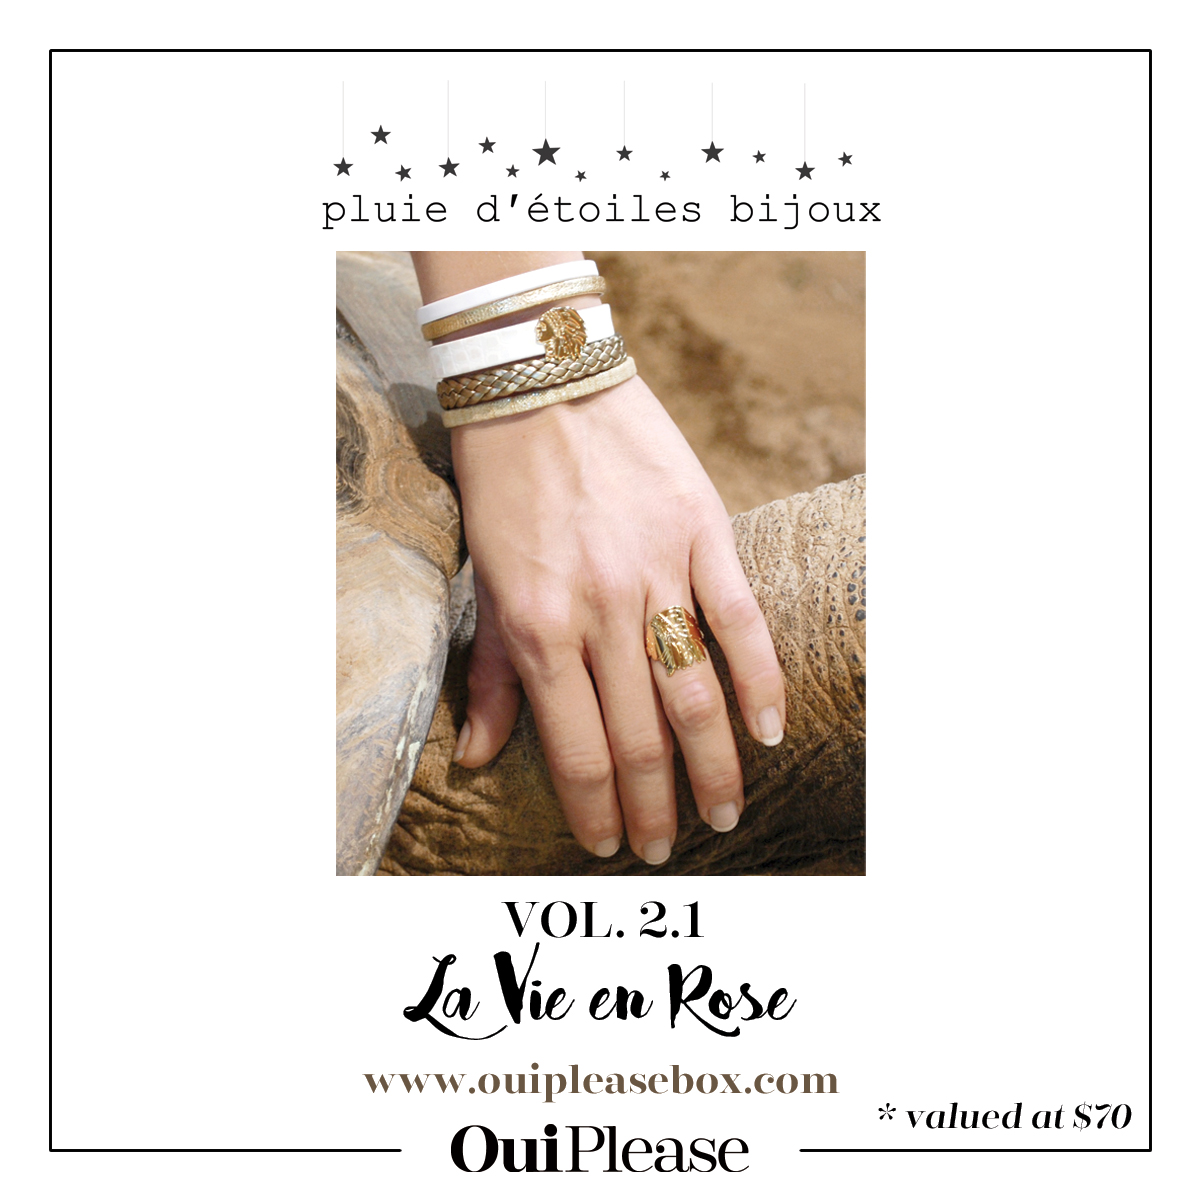 pluie d'étoiles bijoux
VOL. 2.1
La Vie en Rose
www.ouipleasebox.com
* valued at $70
OuiPlease